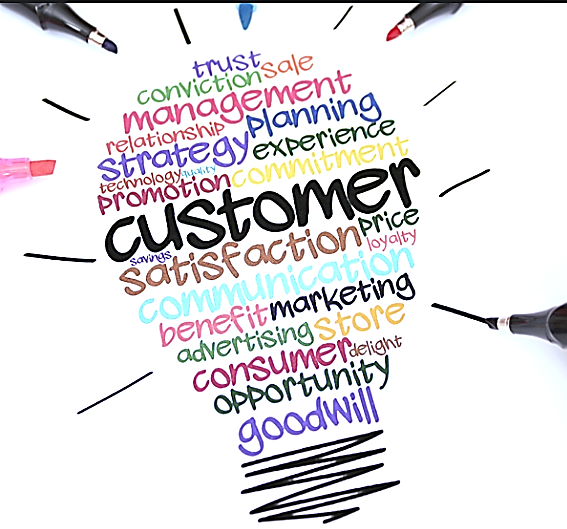 trust
conviction sale
management
relationship planning
strategy experience
technology quality commitment
promotion
customer
savings price
satisfaction loyalty
communication
benefit marketing
advertising store
consumer delight
opportunity
goodwill